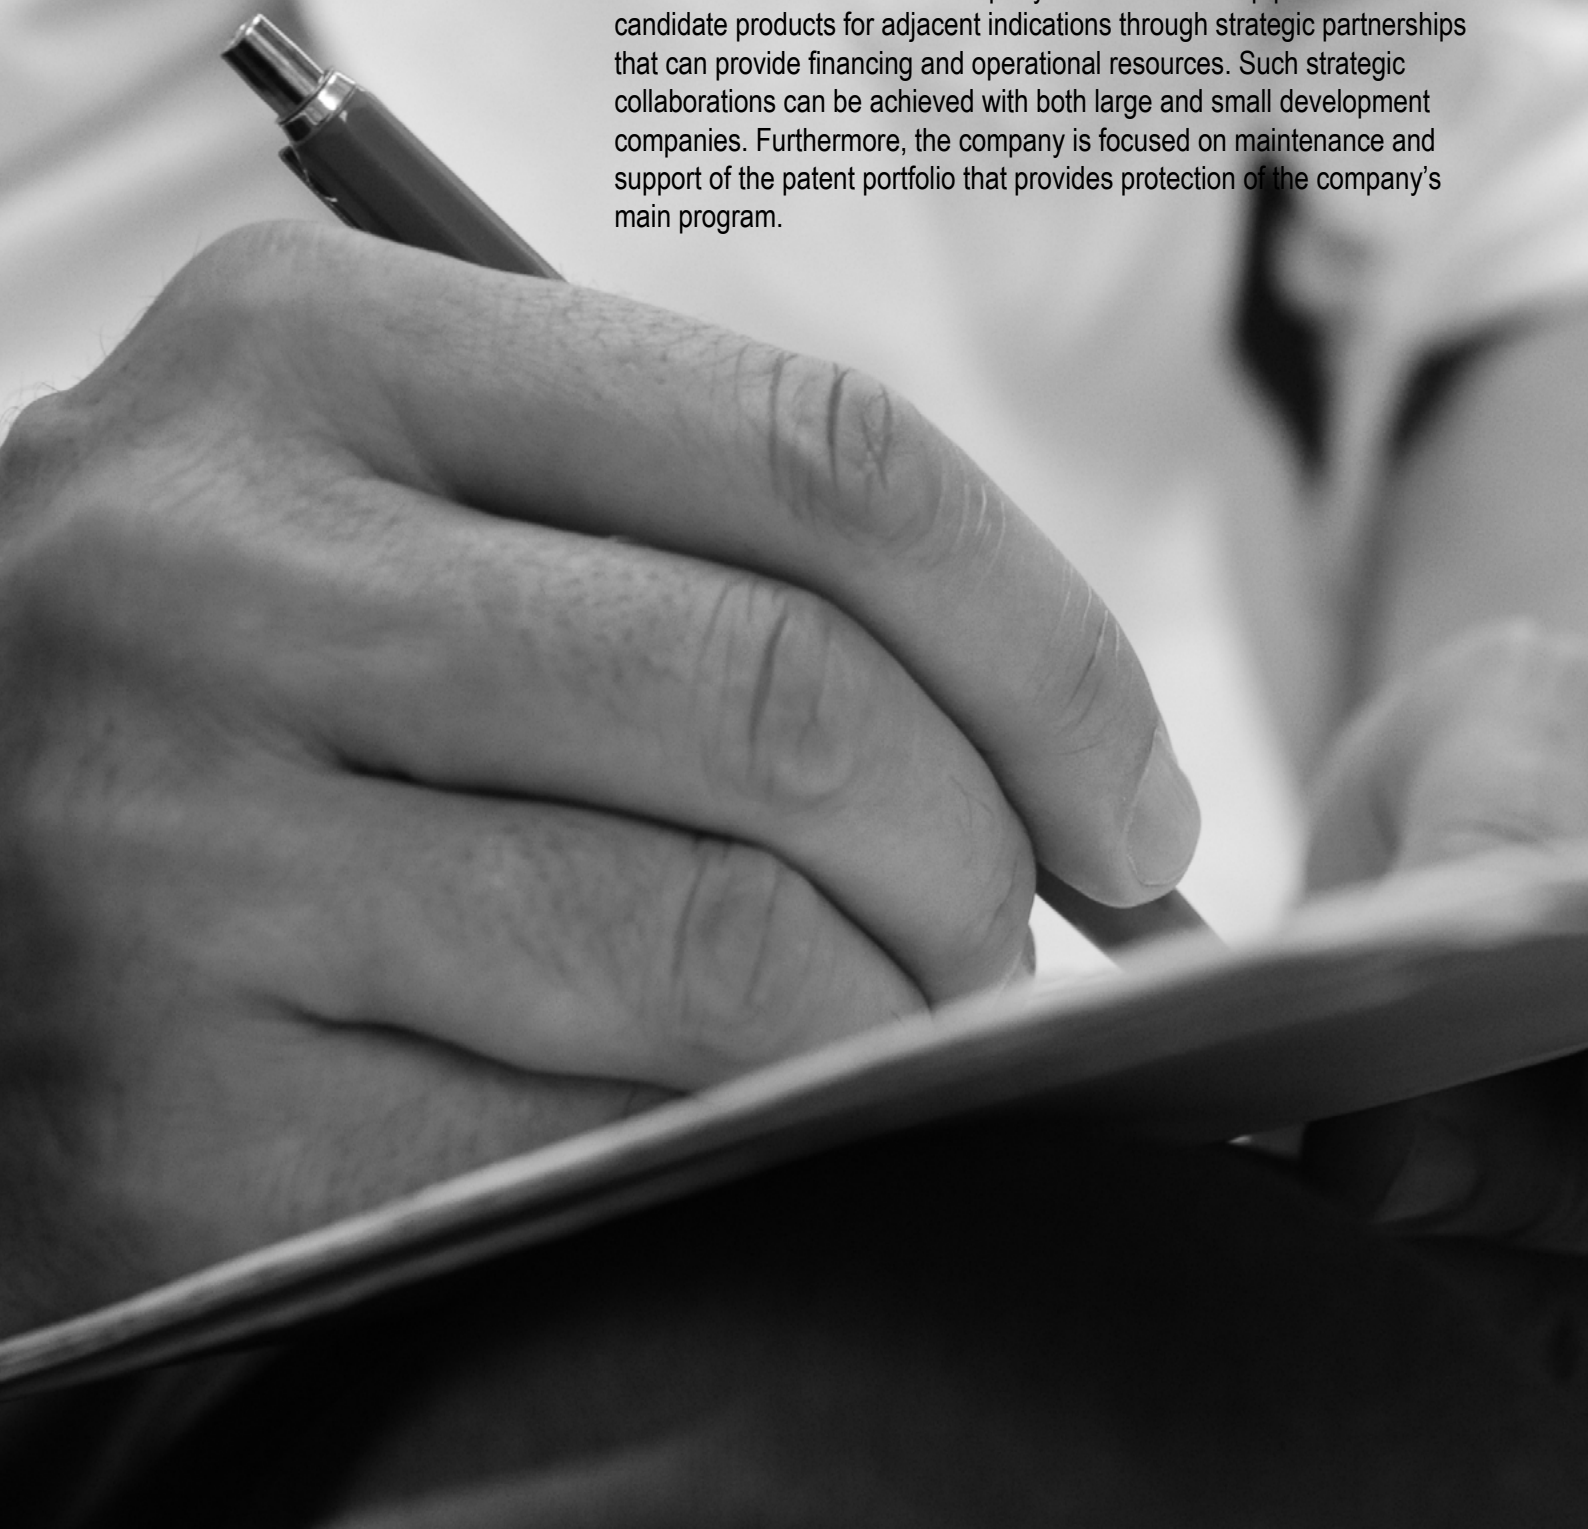 candidate products for adjacent indications through strategic partnerships
that can provide financing and operational resources. Such strategic
collaborations can be achieved with both large and small development
companies. Furthermore, the company is focused on maintenance and
support of the patent portfolio that provides protection of the company’s
main program.